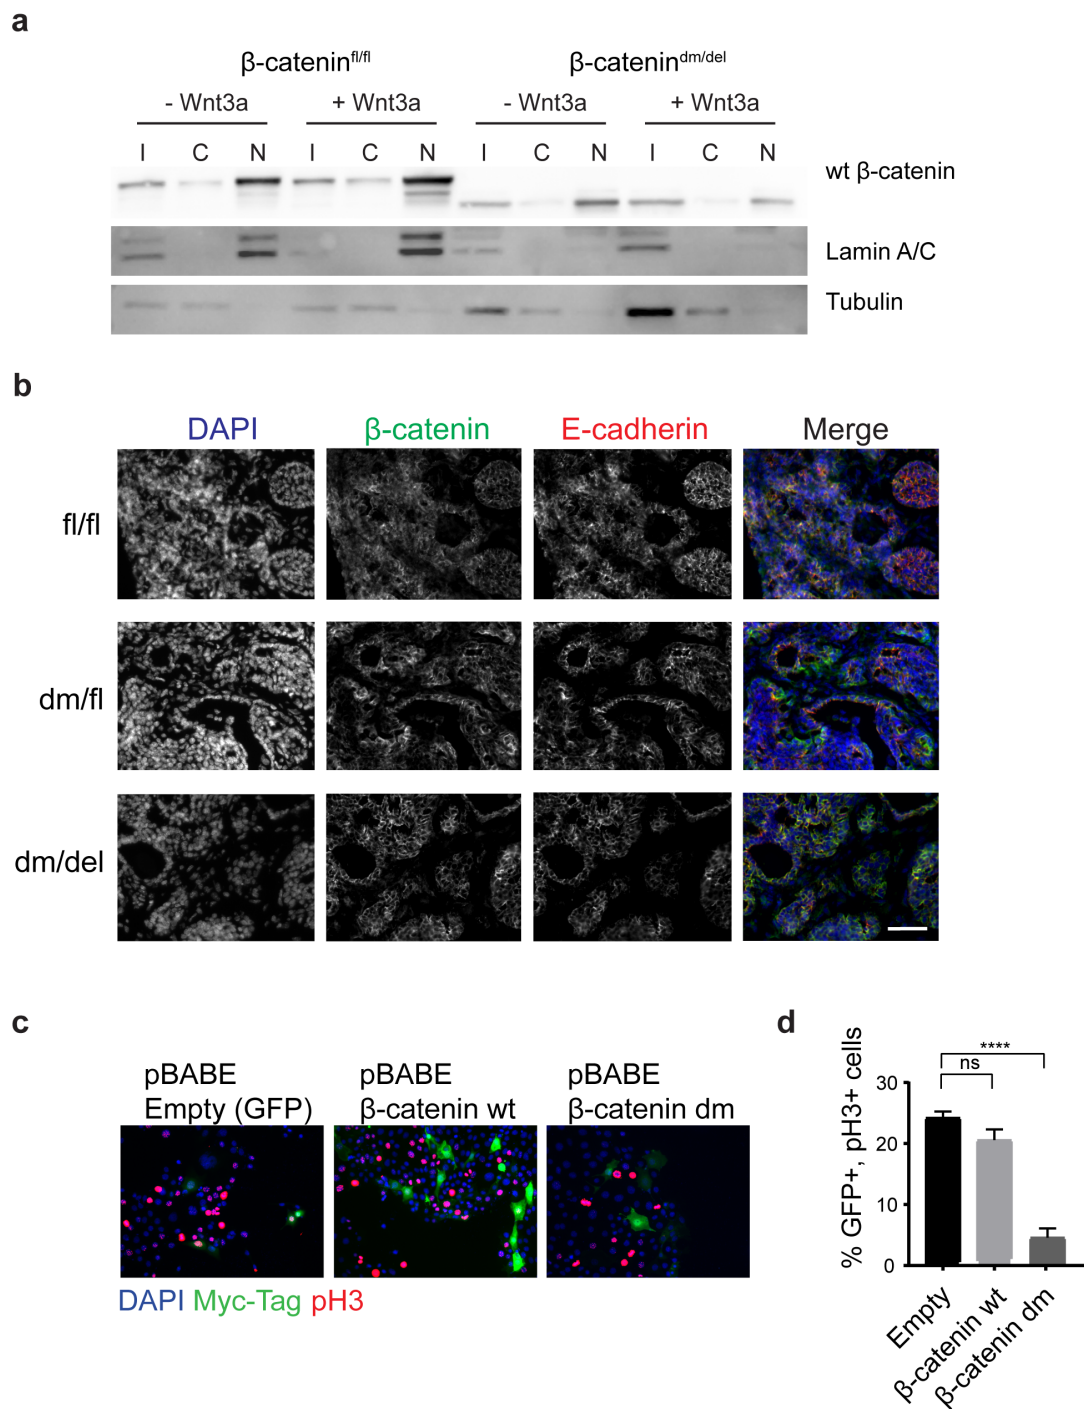 a
β-catenin^fl/fl β-catenin^dm/del
- Wnt3a + Wnt3a - Wnt3a + Wnt3a
I C N I C N I C N I C N
wt β-catenin
Lamin A/C
Tubulin
b
DAPI β-catenin E-cadherin Merge
fl/fl
dm/fl
dm/del
c
pBABE pBABE pBABE
Empty (GFP) β-catenin wt β-catenin dm
DAPI Myc-Tag pH3
d
% GFP+, pH3+ cells
****
ns
30
20
10
0
Empty
β-catenin wt
β-catenin dm